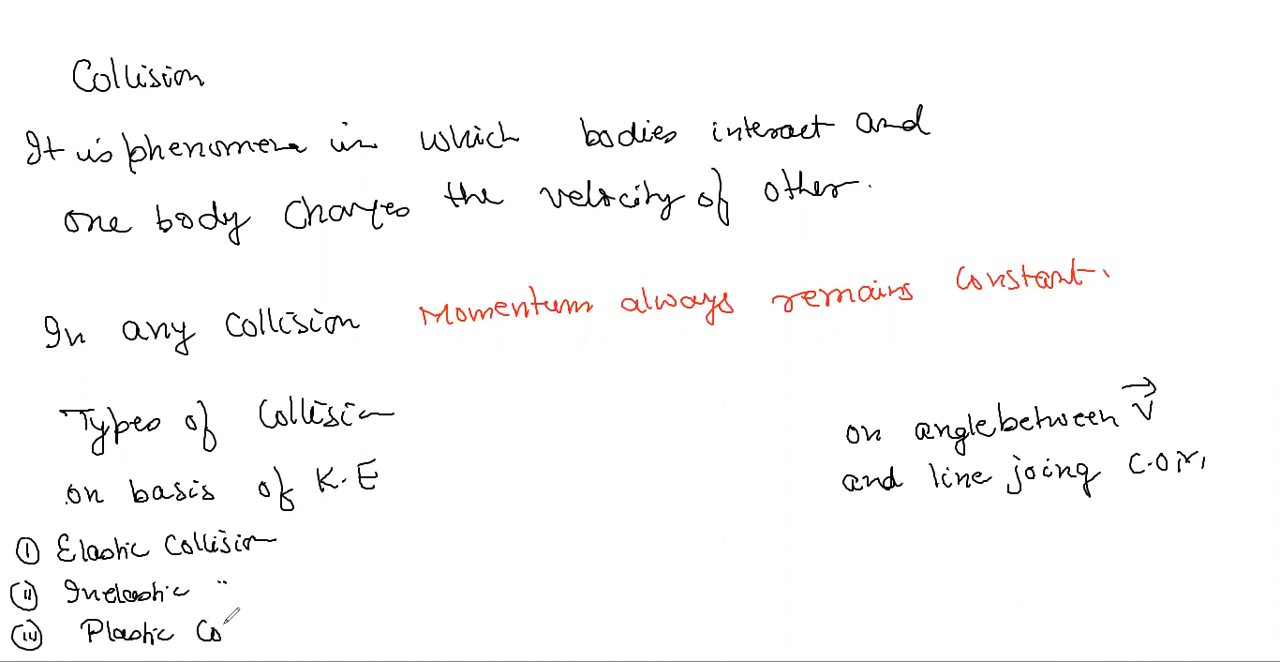 Collision
It is phenomena in which bodies interact and
one body changes the velocity of other.
In any collision Momentum always remains constant.
Types of Collision
on basis of K.E
(i) Elastic Collision
(ii) Inelastic "
(iii) Plastic Co
on angle between V
and line joing C.O.M.